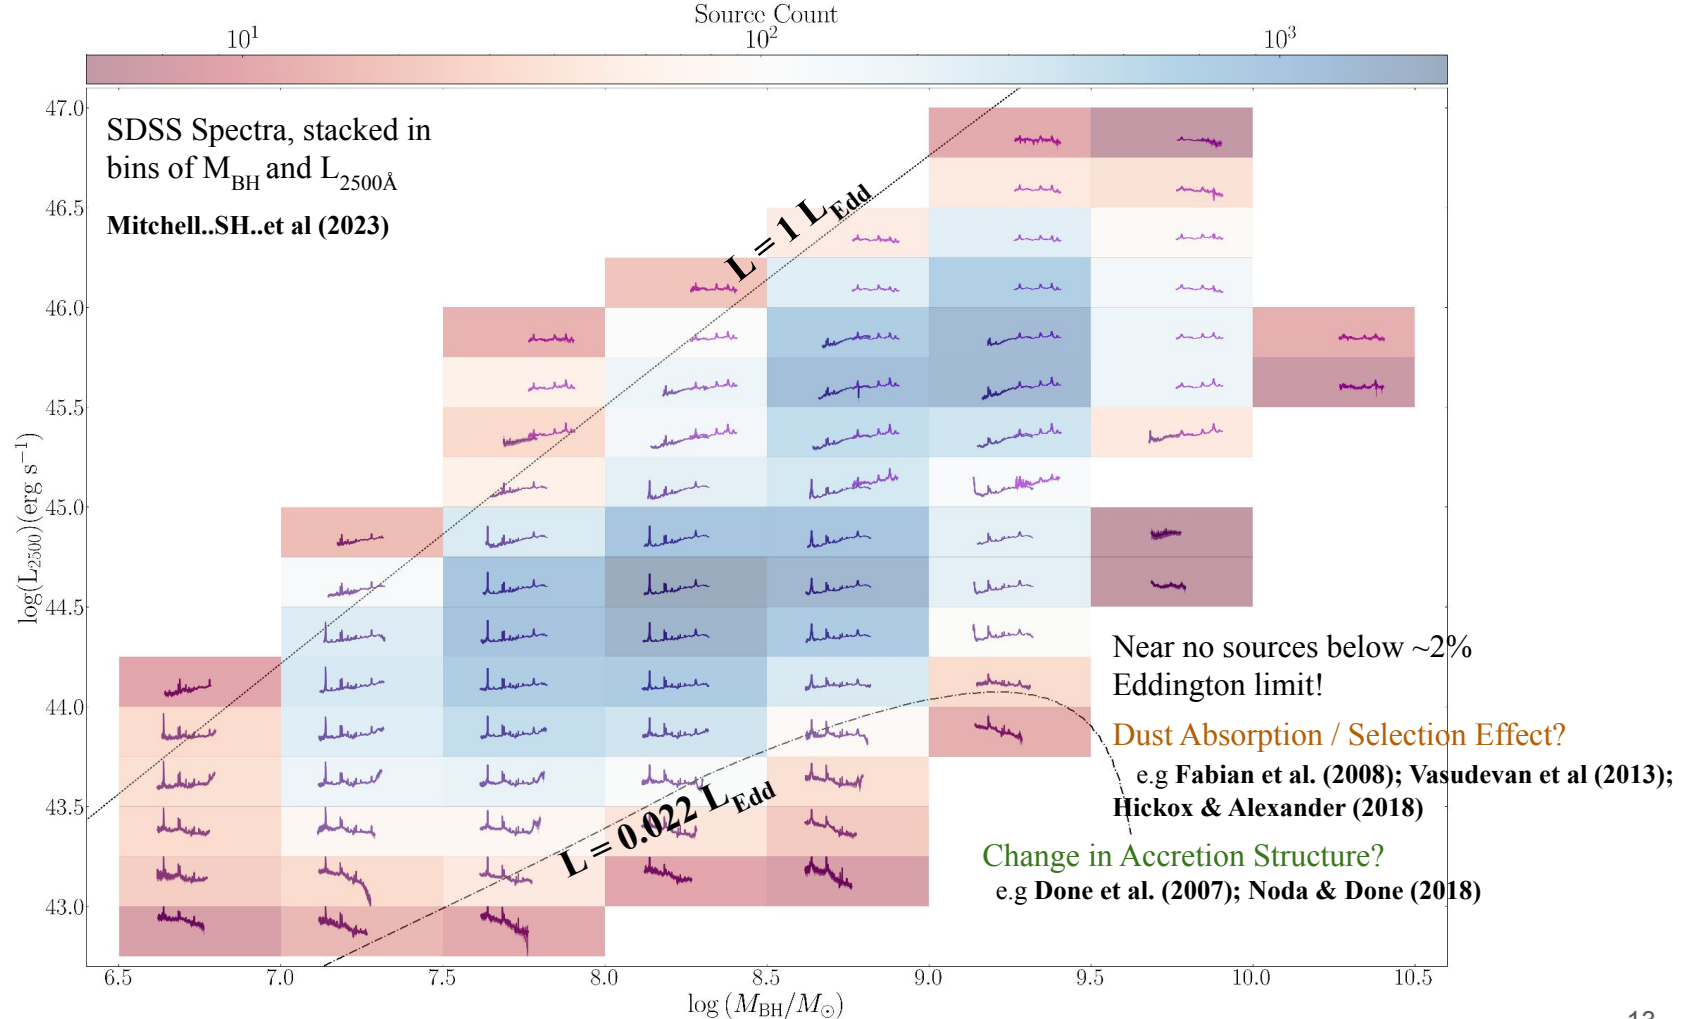 Source Count
10^1 10^2 10^3
47.0
46.5
46.0
45.5
45.0
44.5
44.0
43.5
43.0
log(L_2500)(erg s^−1)
SDSS Spectra, stacked in
bins of M_BH and L_2500Å
Mitchell..SH..et al (2023)
L = 1 L_Edd
L = 0.022 L_Edd
Near no sources below ~2%
Eddington limit!
Dust Absorption / Selection Effect?
e.g Fabian et al. (2008); Vasudevan et al (2013);
Hickox & Alexander (2018)
Change in Accretion Structure?
e.g Done et al. (2007); Noda & Done (2018)
6.5 7.0 7.5 8.0 8.5 9.0 9.5 10.0 10.5
log (M_BH/M_⊙)